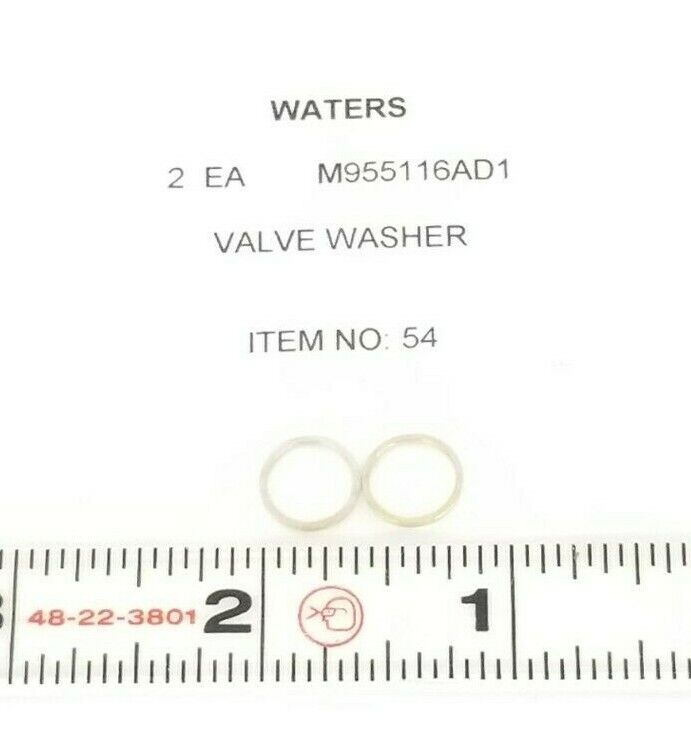 WATERS
2 EA M955116AD1
VALVE WASHER
ITEM NO: 54
48-22-3801 2 1